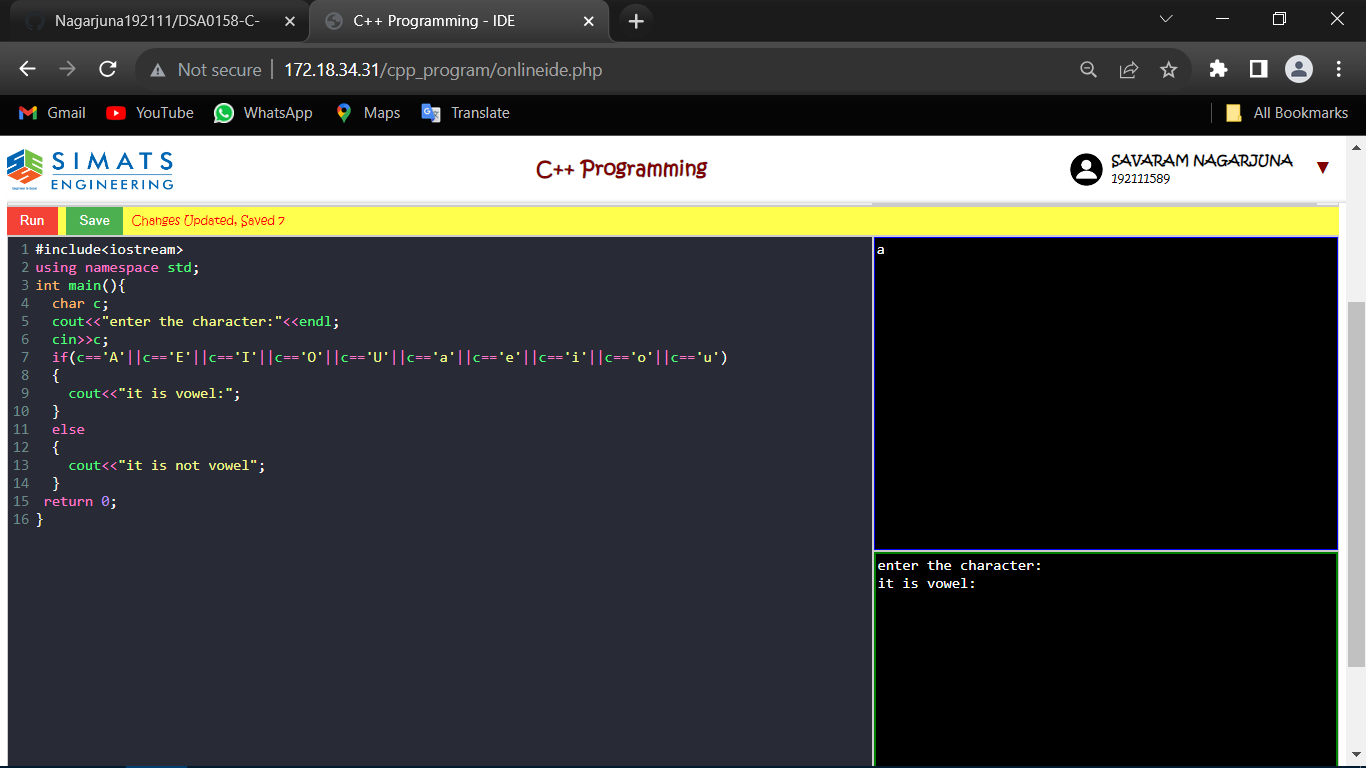 Nagarjuna192111/DSA0158-C-
C++ Programming - IDE
Not secure
172.18.34.31/cpp_program/onlineide.php
Gmail
YouTube
WhatsApp
Maps
Translate
All Bookmarks
SIMATS
ENGINEERING
C++ Programming
SAVARAM NAGARJUNA
192111589
Run
Save
Changes Updated, Saved 7
1 #include<iostream>
2 using namespace std;
3 int main(){
4   char c;
5   cout<<"enter the character:"<<endl;
6   cin>>c;
7   if(c=='A'||c=='E'||c=='I'||c=='O'||c=='U'||c=='a'||c=='e'||c=='i'||c=='o'||c=='u')
8   {
9     cout<<"it is vowel:";
10   }
11   else
12   {
13     cout<<"it is not vowel";
14   }
15  return 0;
16 }
a
enter the character:
it is vowel: